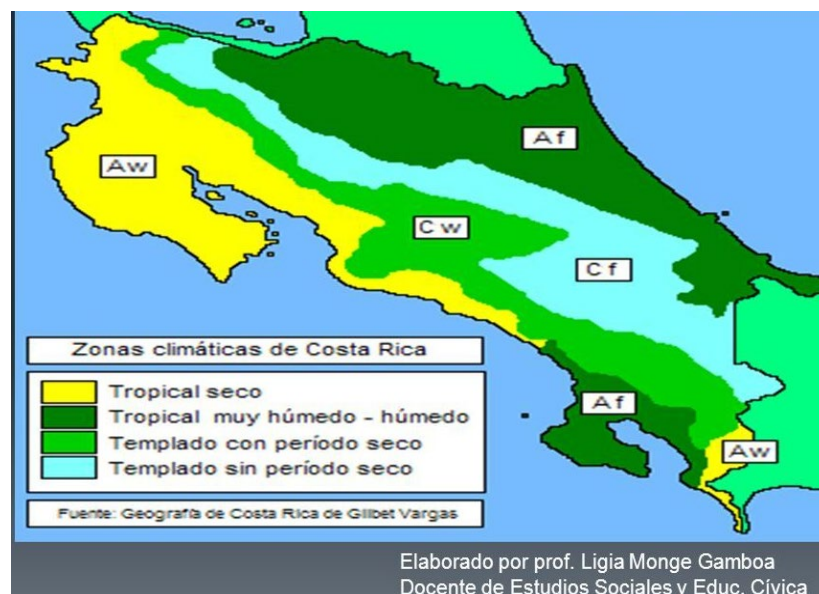 Af
Aw
Cw
Cf
Zonas climáticas de Costa Rica
Tropical seco
Tropical muy húmedo - húmedo
Templado con período seco
Templado sin período seco
Af
Aw
Fuente: Geografía de Costa Rica de Gilbet Vargas
Elaborado por prof. Ligia Monge Gamboa
Docente de Estudios Sociales y Educ. Cívica